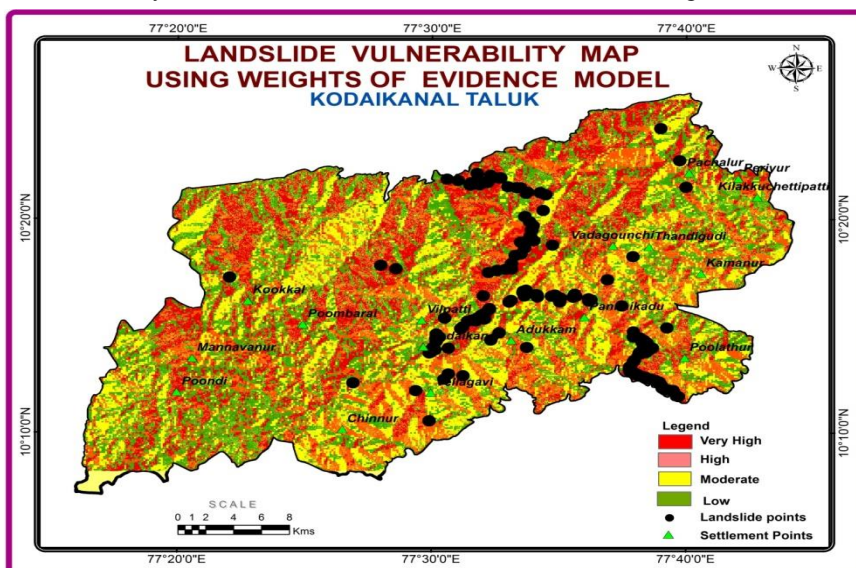 77°20'0"E 77°30'0"E 77°40'0"E
LANDSLIDE VULNERABILITY MAP
USING WEIGHTS OF EVIDENCE MODEL
KODAIKANAL TALUK
N
W E
S
Pachalur
Periyur
Kilakkuchettipatti
10°20'0"N 10°20'0"N
Vadagounchi Thandigudi
Kamanur
Kookkal
Poombarai
Vilpatti
Adukkam
Mannavanur
Poolathur
Poondi
Chinnur
10°10'0"N 10°10'0"N
Legend
Very High
High
Moderate
Low
Landslide points
Settlement Points
SCALE
0 1 2 4 6 8
Kms
77°20'0"E 77°30'0"E 77°40'0"E